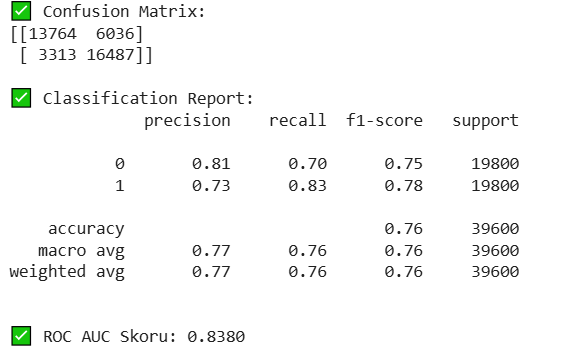 ✅ Confusion Matrix:
[[13764  6036]
 [ 3313 16487]]
✅ Classification Report:
              precision    recall  f1-score   support
           0       0.81      0.70      0.75     19800
           1       0.73      0.83      0.78     19800
    accuracy                           0.76     39600
   macro avg       0.77      0.76      0.76     39600
weighted avg       0.77      0.76      0.76     39600
✅ ROC AUC Skoru: 0.8380